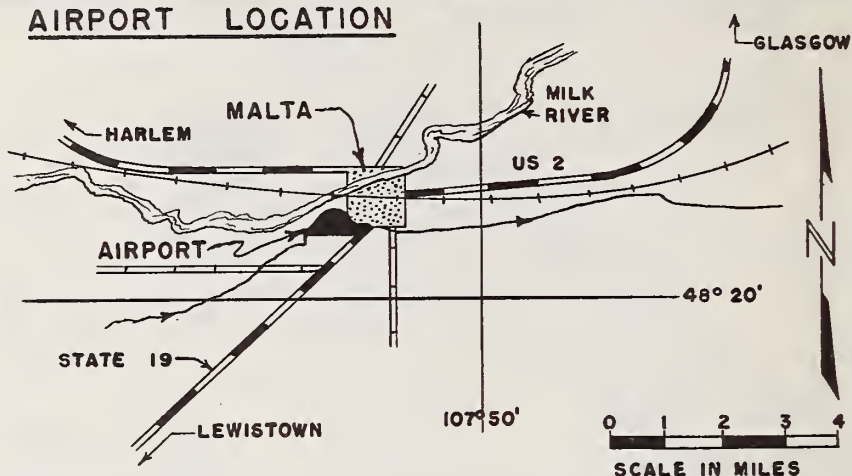 AIRPORT LOCATION
GLASGOW
MALTA
MILK
RIVER
HARLEM
US 2
AIRPORT
N
48° 20'
STATE 19
107° 50'
LEWISTOWN
0 1 2 3 4
SCALE IN MILES